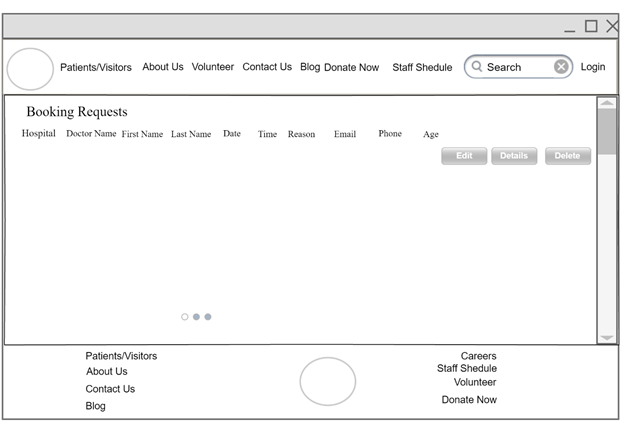 Patients/Visitors About Us Volunteer Contact Us Blog Donate Now Staff Shedule Search Login
Booking Requests
Hospital Doctor Name First Name Last Name Date Time Reason Email Phone Age
Edit Details Delete
Patients/Visitors
About Us
Contact Us
Blog
Careers
Staff Shedule
Volunteer
Donate Now